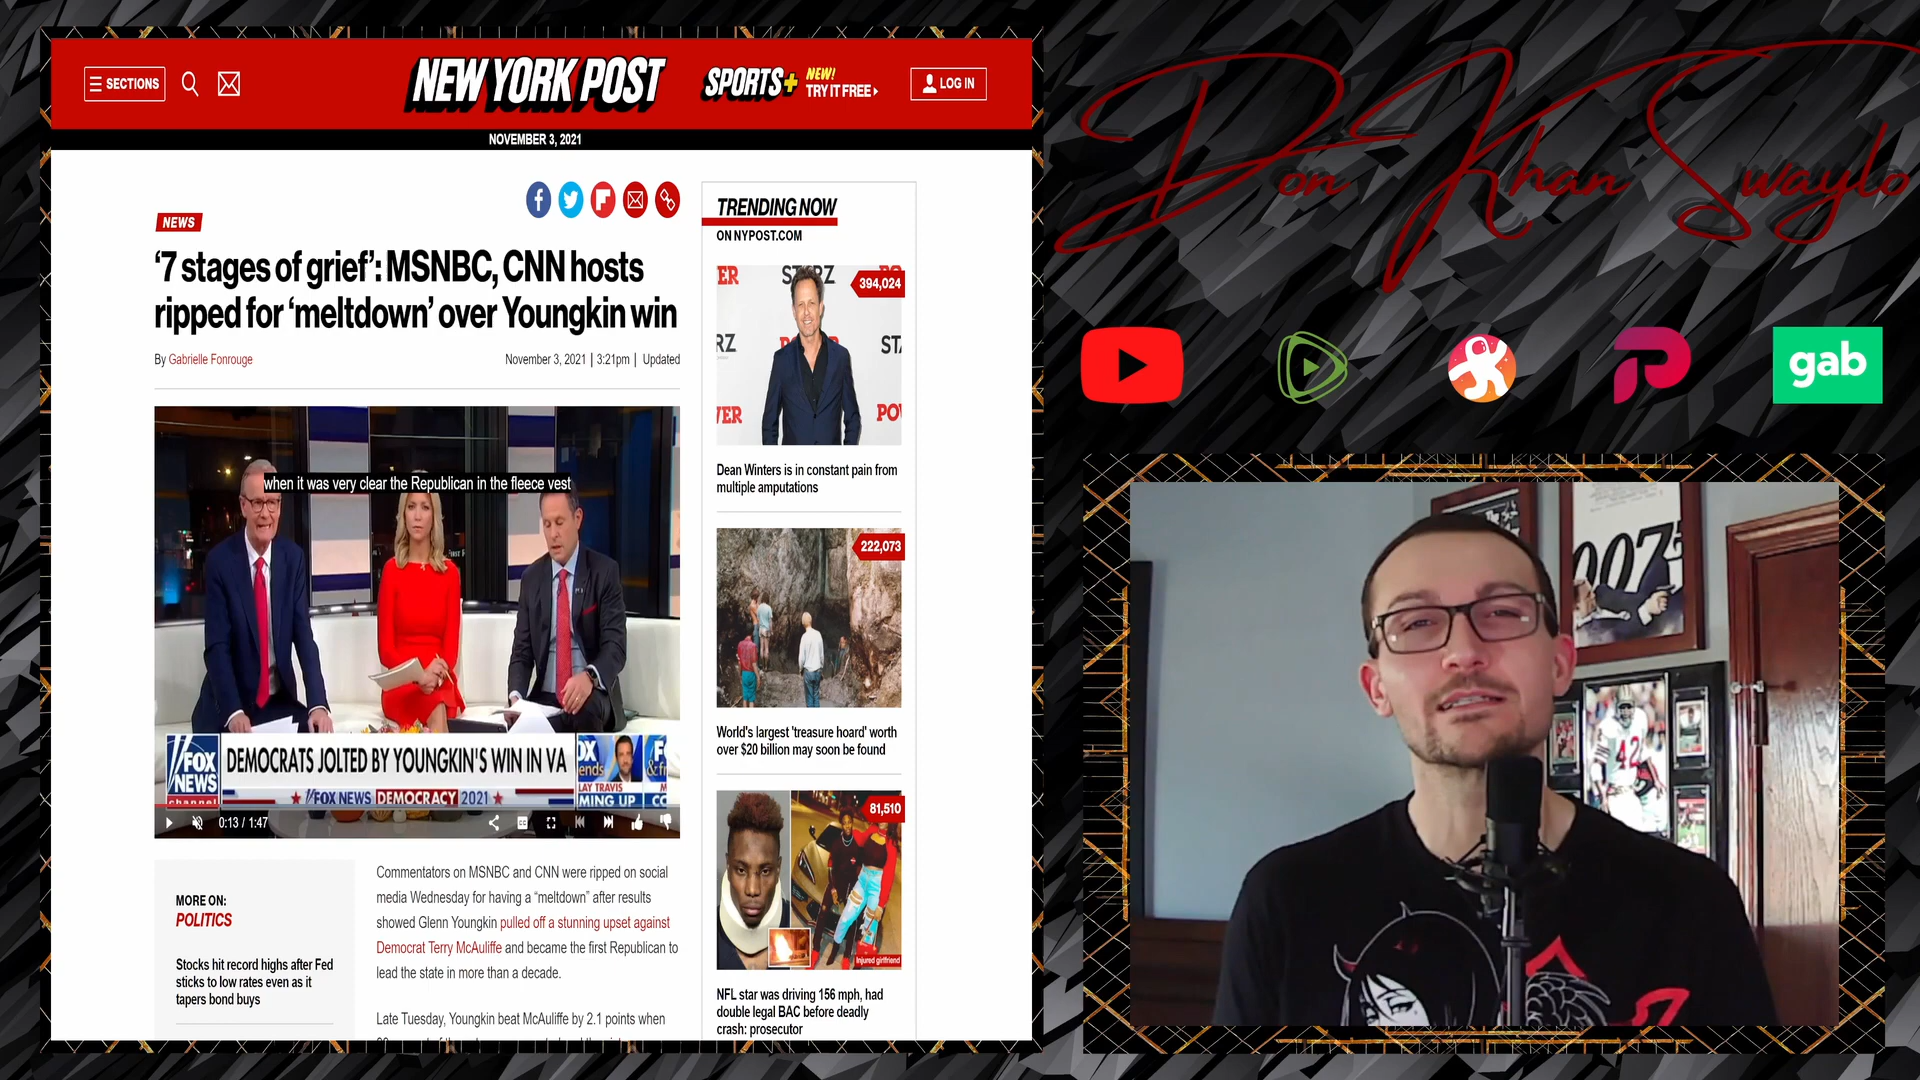 SECTIONS
NEW YORK POST
SPORTS+
NEW!
TRY IT FREE
LOG IN
NOVEMBER 3, 2021
NEWS
‘7 stages of grief’: MSNBC, CNN hosts
ripped for ‘meltdown’ over Youngkin win
By Gabrielle Fonrouge
November 3, 2021 | 3:21pm | Updated
when it was very clear the Republican in the fleece vest
FOX
NEWS
channel
DEMOCRATS JOLTED BY YOUNGKIN'S WIN IN VA
FOX NEWS DEMOCRACY 2021
LAY TRAVIS
MING UP
0:13 / 1:47
MORE ON:
POLITICS
Stocks hit record highs after Fed
sticks to low rates even as it
tapers bond buys
Commentators on MSNBC and CNN were ripped on social
media Wednesday for having a “meltdown” after results
showed Glenn Youngkin pulled off a stunning upset against
Democrat Terry McAuliffe and became the first Republican to
lead the state in more than a decade.
Late Tuesday, Youngkin beat McAuliffe by 2.1 points when
TRENDING NOW
ON NYPOST.COM
394,024
Dean Winters is in constant pain from
multiple amputations
222,073
World's largest 'treasure hoard' worth
over $20 billion may soon be found
81,510
Injured girlfriend
NFL star was driving 156 mph, had
double legal BAC before deadly
crash: prosecutor
Don Khan Swaylo
gab
007
42